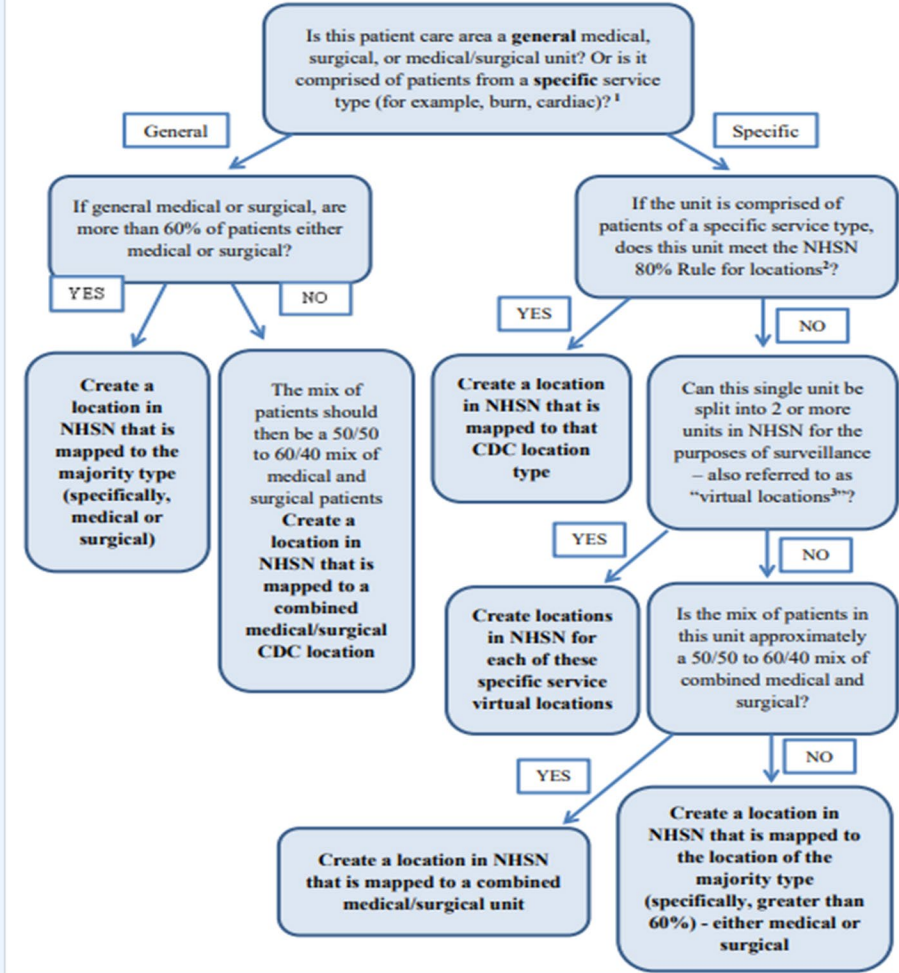 Is this patient care area a general medical,
surgical, or medical/surgical unit? Or is it
comprised of patients from a specific service
type (for example, burn, cardiac)? ¹
General
Specific
If general medical or surgical, are
more than 60% of patients either
medical or surgical?
If the unit is comprised of
patients of a specific service type,
does this unit meet the NHSN
80% Rule for locations²?
YES
NO
YES
NO
Create a
location in
NHSN that is
mapped to the
majority type
(specifically,
medical or
surgical)
The mix of
patients should
then be a 50/50
to 60/40 mix of
medical and
surgical patients
Create a
location in
NHSN that is
mapped to a
combined
medical/surgical
CDC location
Create a location
in NHSN that is
mapped to that
CDC location
type
Can this single unit be
split into 2 or more
units in NHSN for the
purposes of surveillance
– also referred to as
“virtual locations³”?
YES
NO
Create locations
in NHSN for
each of these
specific service
virtual locations
Is the mix of patients in
this unit approximately
a 50/50 to 60/40 mix of
combined medical and
surgical?
YES
NO
Create a location in NHSN
that is mapped to a combined
medical/surgical unit
Create a location in
NHSN that is mapped to
the location of the
majority type
(specifically, greater than
60%) - either medical or
surgical